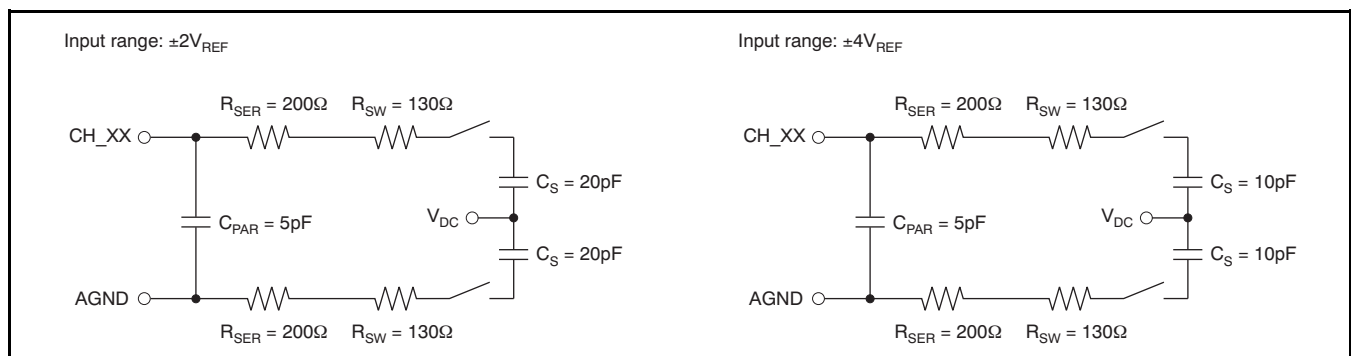 Input range: ±2V_REF
R_SER = 200Ω R_SW = 130Ω
CH_XX
C_S = 20pF
V_DC
C_PAR = 5pF
C_S = 20pF
AGND
R_SER = 200Ω R_SW = 130Ω
Input range: ±4V_REF
R_SER = 200Ω R_SW = 130Ω
CH_XX
C_S = 10pF
V_DC
C_PAR = 5pF
C_S = 10pF
AGND
R_SER = 200Ω R_SW = 130Ω